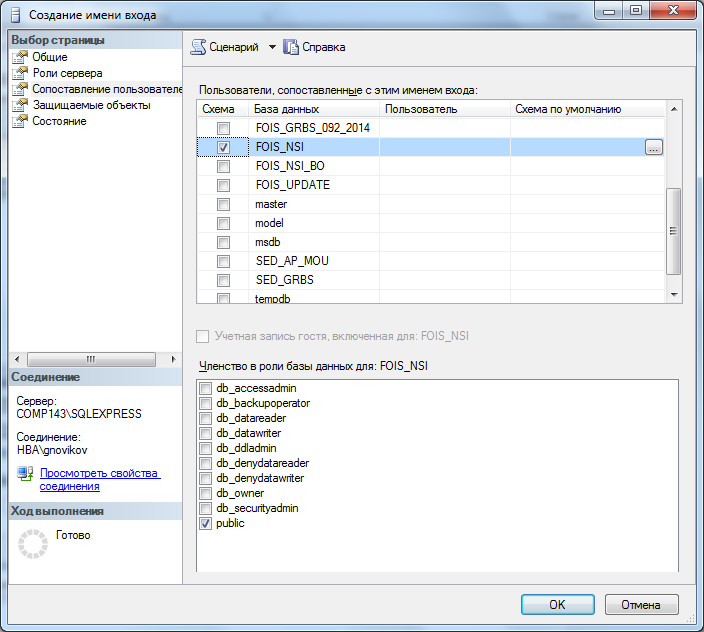 Создание имени входа
Выбор страницы
Общие
Роли сервера
Сопоставление пользователе
Защищаемые объекты
Состояние
Сценарий
Справка
Пользователи, сопоставленные с этим именем входа:
Схема База данных Пользователь Схема по умолчанию
FOIS_GRBS_092_2014
FOIS_NSI ...
FOIS_NSI_BO
FOIS_UPDATE
master
model
msdb
SED_AP_MOU
SED_GRBS
tempdb
Учетная запись гостя, включенная для: FOIS_NSI
Членство в роли базы данных для: FOIS_NSI
db_accessadmin
db_backupoperator
db_datareader
db_datawriter
db_ddladmin
db_denydatareader
db_denydatawriter
db_owner
db_securityadmin
public
Соединение
Сервер:
COMP143\SQLEXPRESS
Соединение:
HBA\gnovikov
Просмотреть свойства
соединения
Ход выполнения
Готово
OK
Отмена